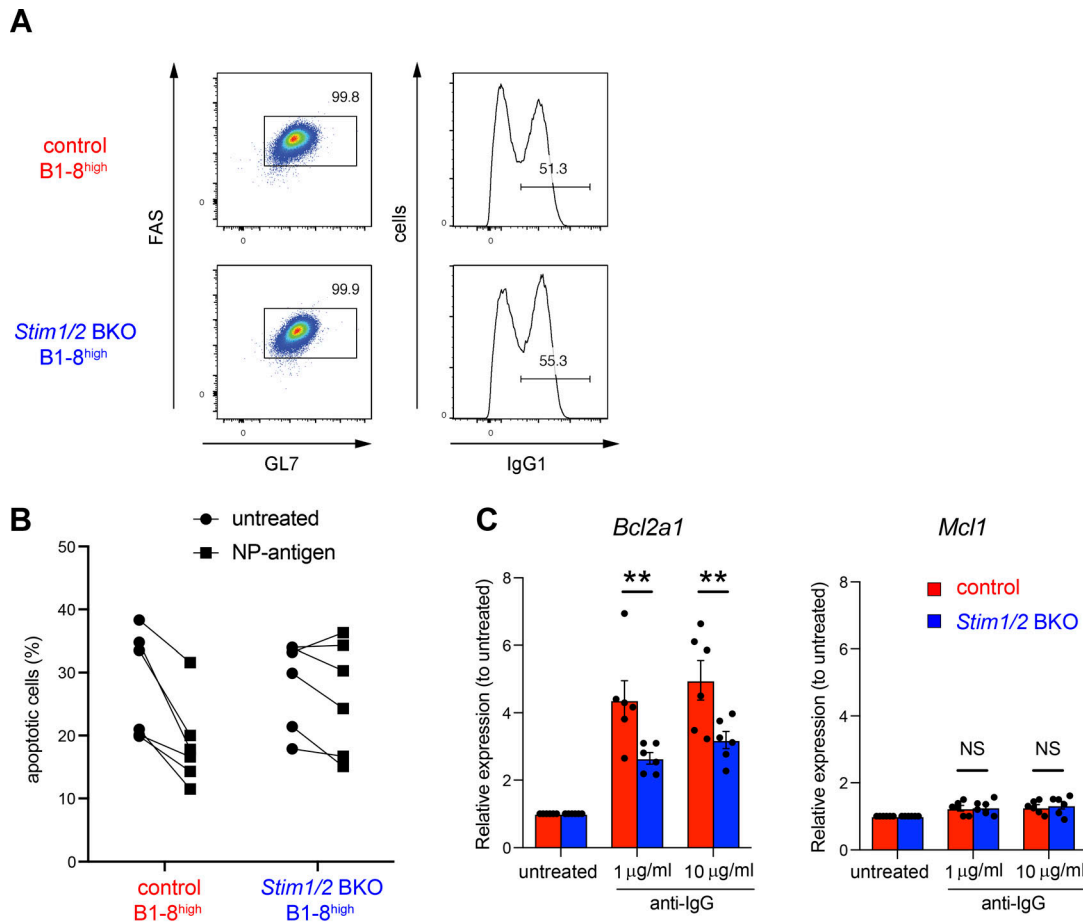 A
control
B1-8high
Stim1/2 BKO
B1-8high
FAS
99.8
0
0
99.9
0
0
GL7
cells
51.3
0
0
55.3
0
0
IgG1
B
untreated
NP-antigen
apoptotic cells (%)
50
40
30
20
10
0
control
B1-8high
Stim1/2 BKO
B1-8high
C
Bcl2a1
Relative expression (to untreated)
8
6
4
2
0
**
**
untreated
1 μg/ml
10 μg/ml
anti-IgG
Mcl1
control
Stim1/2 BKO
Relative expression (to untreated)
8
6
4
2
0
NS
NS
untreated
1 μg/ml
10 μg/ml
anti-IgG